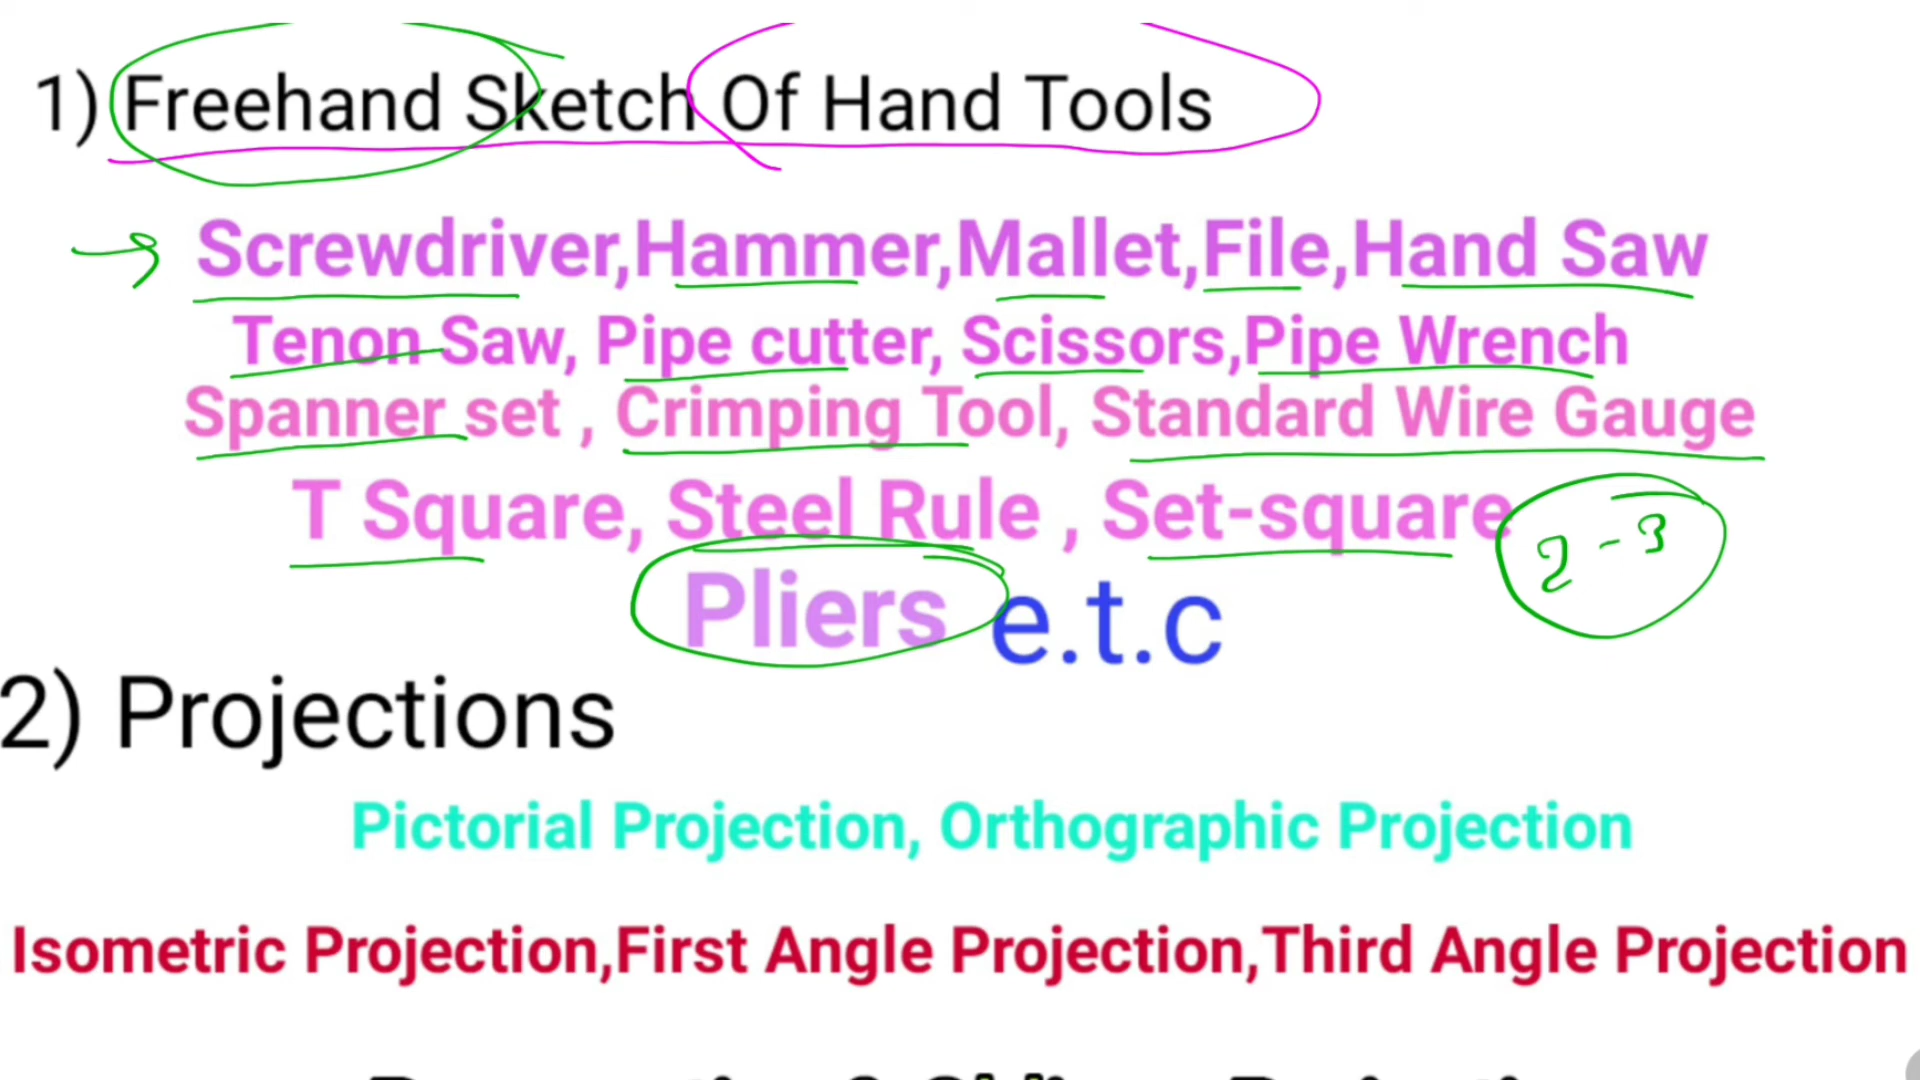 1) Freehand Sketch Of Hand Tools
Screwdriver,Hammer,Mallet,File,Hand Saw
Tenon Saw, Pipe cutter, Scissors,Pipe Wrench
Spanner set , Crimping Tool, Standard Wire Gauge
T Square, Steel Rule , Set-square
2-3
Pliers e.t.c
2) Projections
Pictorial Projection, Orthographic Projection
Isometric Projection,First Angle Projection,Third Angle Projection